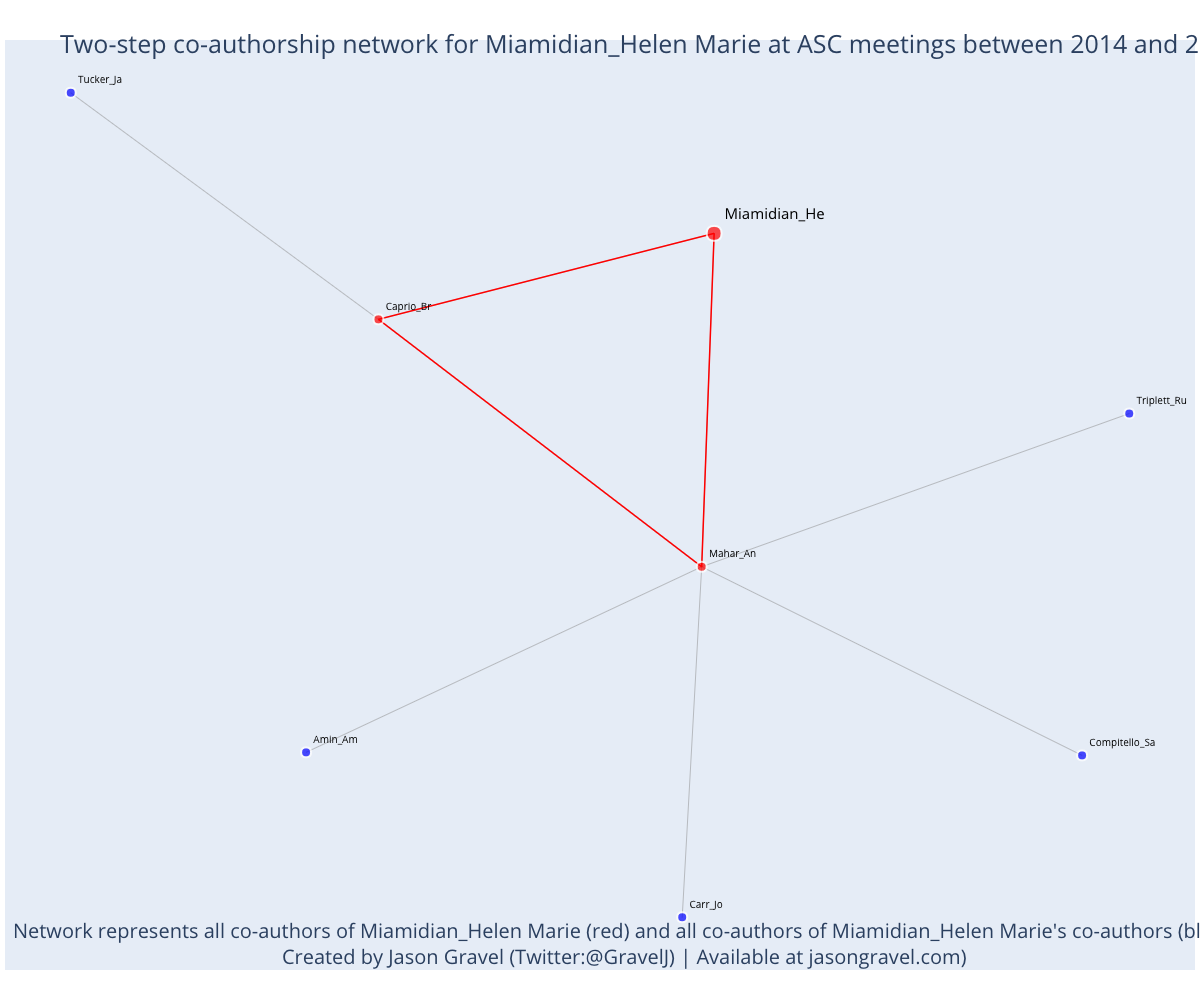 Two-step co-authorship network for Miamidian_Helen Marie at ASC meetings between 2014 and 2
Tucker_Ja
Miamidian_He
Caprio_Br
Triplett_Ru
Mahar_An
Amin_Am
Compitello_Sa
Carr_Jo
Network represents all co-authors of Miamidian_Helen Marie (red) and all co-authors of Miamidian_Helen Marie's co-authors (bl
Created by Jason Gravel (Twitter:@GravelJ) | Available at jasongravel.com)